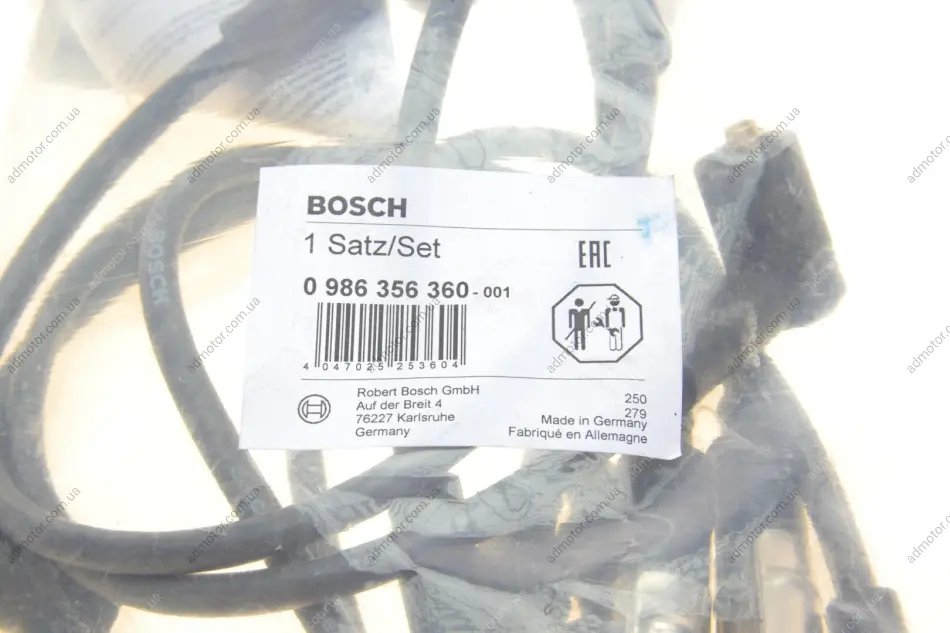 BOSCH
1 Satz/Set
EAC
0 986 356 360 - 001
4 047025 253604
Robert Bosch GmbH
Auf der Breit 4
76227 Karlsruhe
Germany
250
279
Made in Germany
Fabriqué en Allemagne
BOSCH
admotor.com.ua